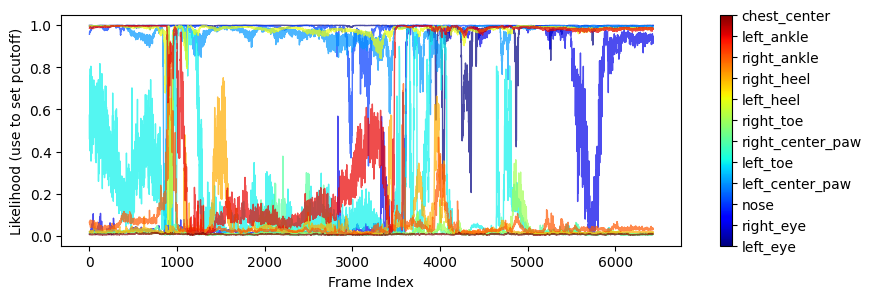 Likelihood (use to set pcutoff)
1.0
0.8
0.6
0.4
0.2
0.0
0
1000
2000
3000
4000
5000
6000
Frame Index
chest_center
left_ankle
right_ankle
right_heel
left_heel
right_toe
right_center_paw
left_toe
left_center_paw
nose
right_eye
left_eye